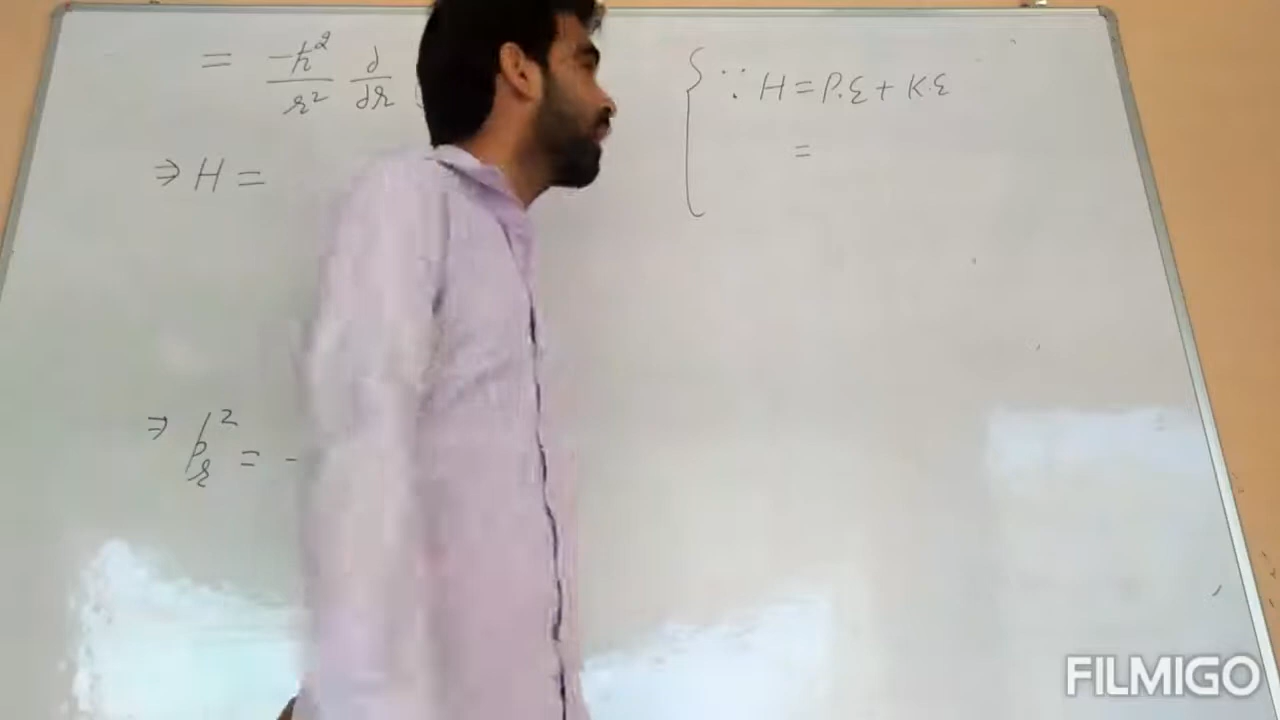 = -ħ² / r² ∂/∂r
⇒ H =
⇒ p_r² = -
{ ∵ H = P.E + K.E
=
FILMIGO